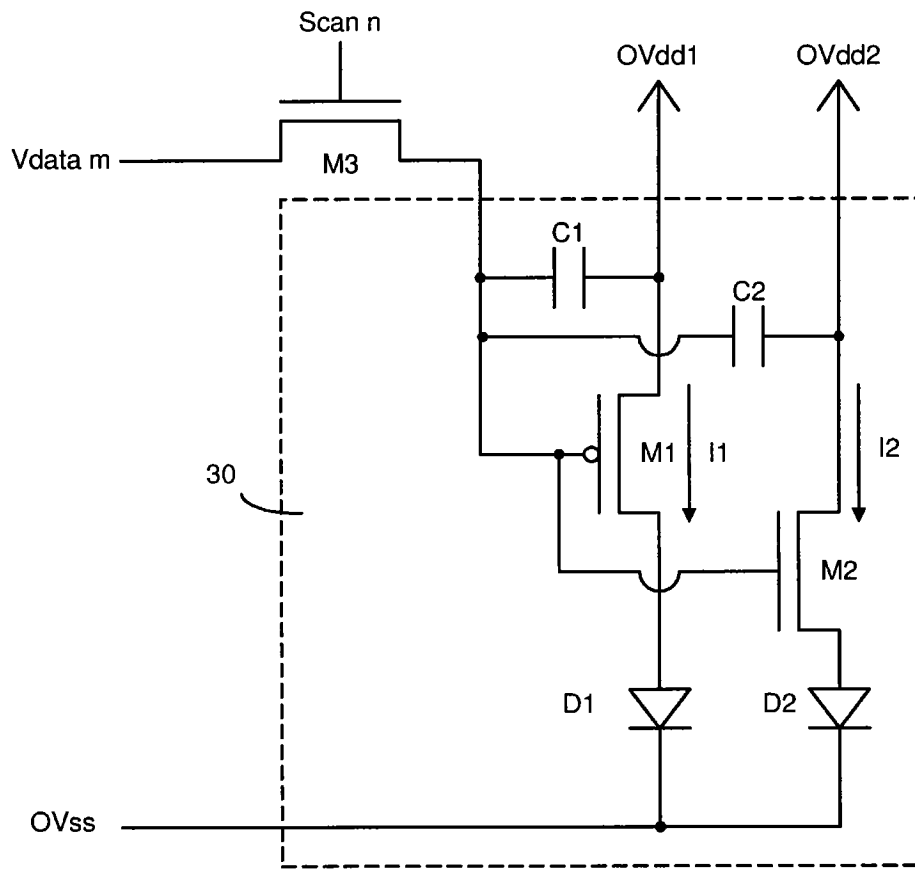 Scan n
OVdd1
OVdd2
Vdata m
M3
C1
C2
M1
I1
I2
30
M2
D1
D2
OVss